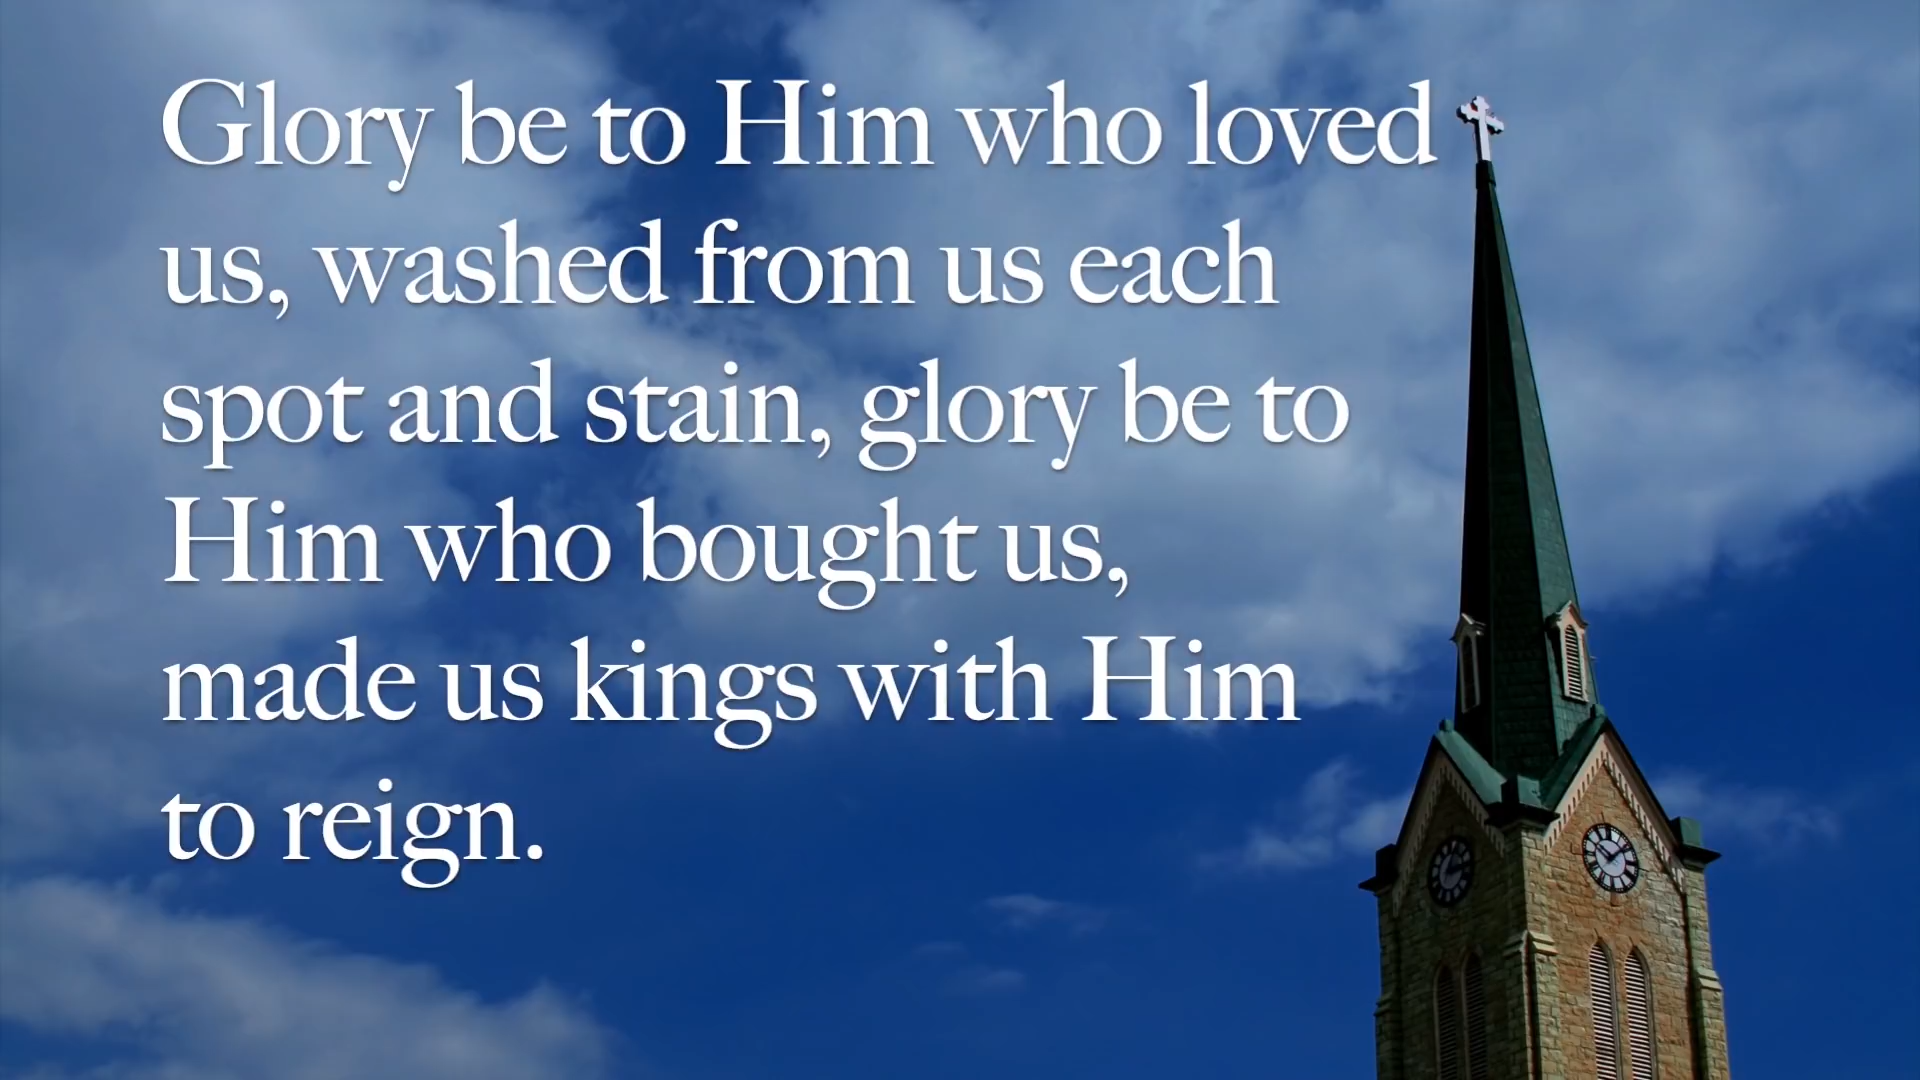 Glory be to Him who loved
us, washed from us each
spot and stain, glory be to
Him who bought us,
made us kings with Him
to reign.